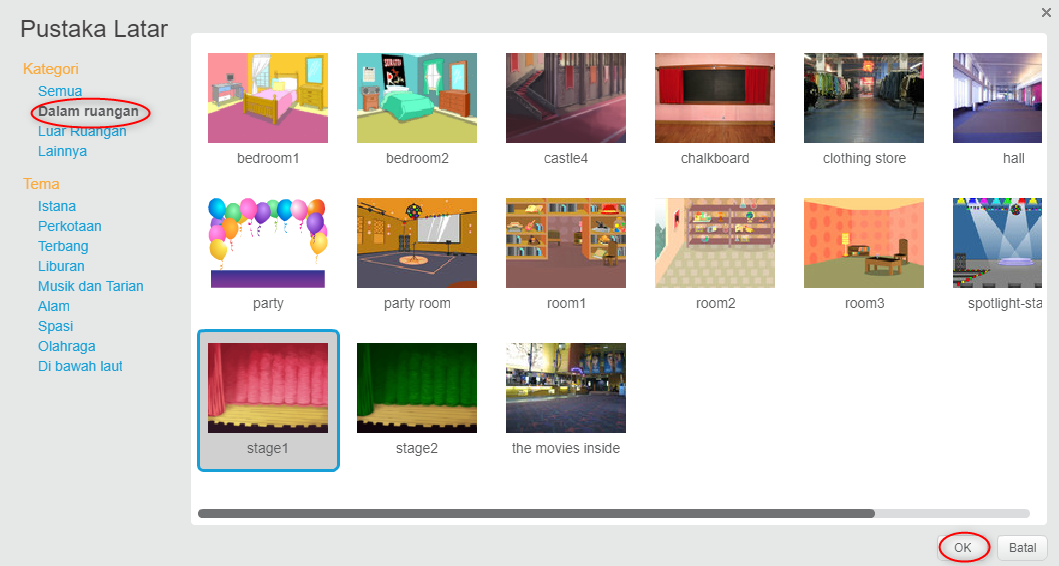 Pustaka Latar
Kategori
Semua
Dalam ruangan
Luar Ruangan
Lainnya
Tema
Istana
Perkotaan
Terbang
Liburan
Musik dan Tarian
Alam
Spasi
Olahraga
Di bawah laut
bedroom1 bedroom2 castle4 chalkboard clothing store hall
party party room room1 room2 room3 spotlight-sta
stage1 stage2 the movies inside
OK Batal